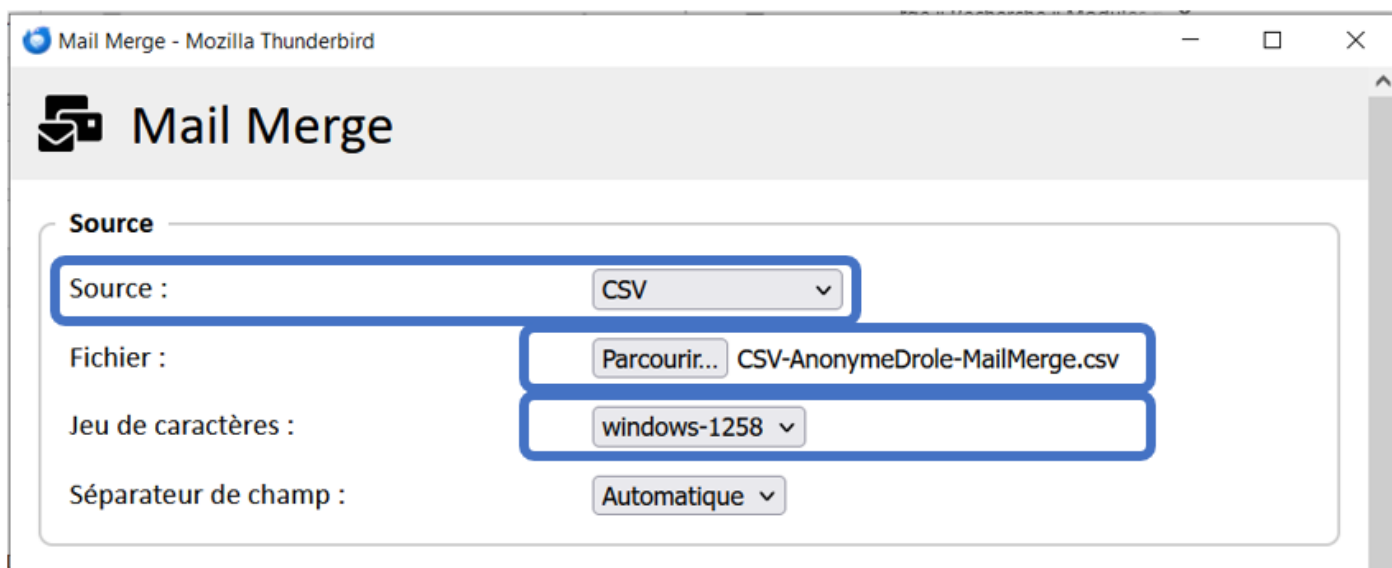 Mail Merge - Mozilla Thunderbird
Mail Merge
Source
Source : CSV
Fichier : Parcourir... CSV-AnonymeDrole-MailMerge.csv
Jeu de caractères : windows-1258
Séparateur de champ : Automatique